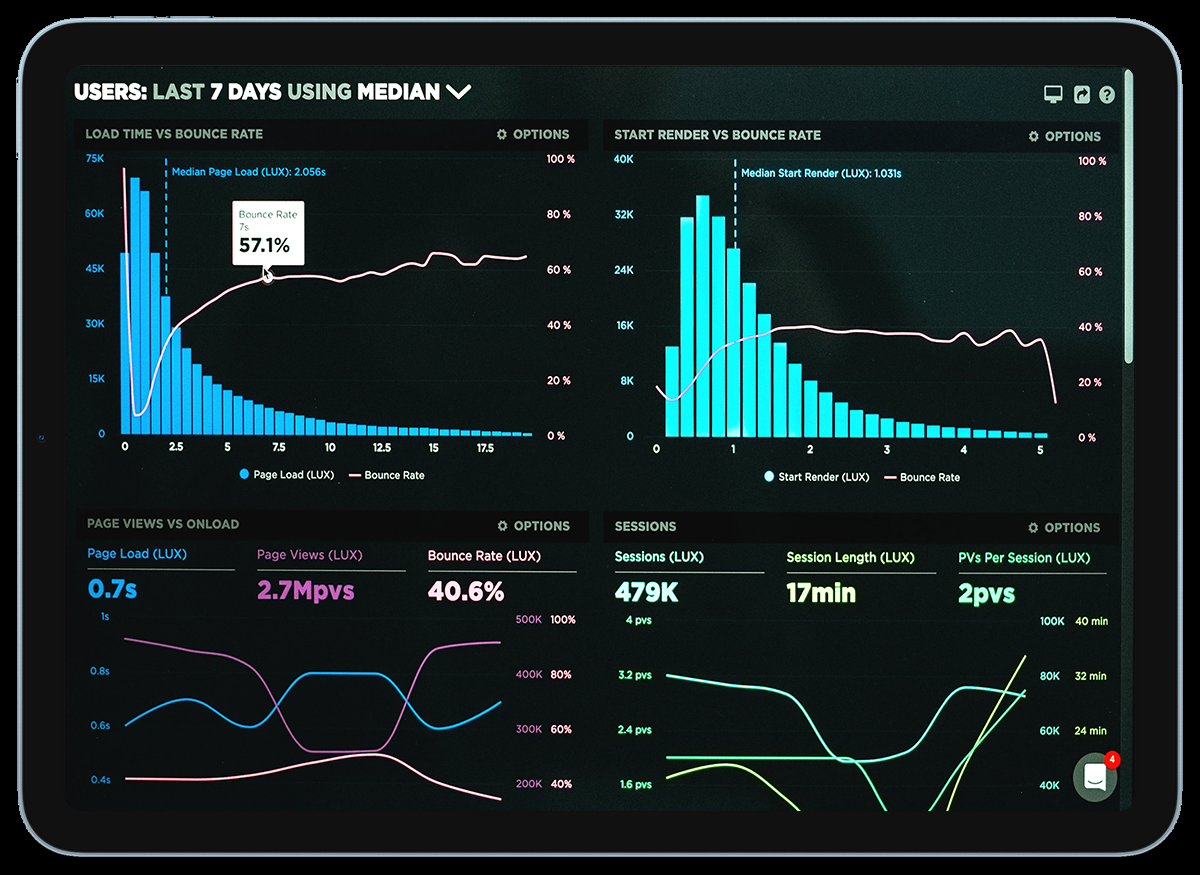 USERS: LAST 7 DAYS USING MEDIAN
LOAD TIME VS BOUNCE RATE
OPTIONS
75K
60K
45K
30K
15K
0
Median Page Load (LUX): 2.056s
Bounce Rate
7s
57.1%
100 %
80 %
60 %
40 %
20 %
0 %
0 2.5 5 7.5 10 12.5 15 17.5
Page Load (LUX) Bounce Rate
START RENDER VS BOUNCE RATE
OPTIONS
40K
32K
24K
16K
8K
0
Median Start Render (LUX): 1.031s
100 %
80 %
60 %
40 %
20 %
0 %
0 1 2 3 4 5
Start Render (LUX) Bounce Rate
PAGE VIEWS VS ONLOAD
OPTIONS
Page Load (LUX) Page Views (LUX) Bounce Rate (LUX)
0.7s 2.7Mpvs 40.6%
1s
0.8s
0.6s
0.4s
500K 100%
400K 80%
300K 60%
200K 40%
SESSIONS
OPTIONS
Sessions (LUX) Session Length (LUX) PVs Per Session (LUX)
479K 17min 2pvs
4 pvs
3.2 pvs
2.4 pvs
1.6 pvs
100K 40 min
80K 32 min
60K 24 min
40K
4